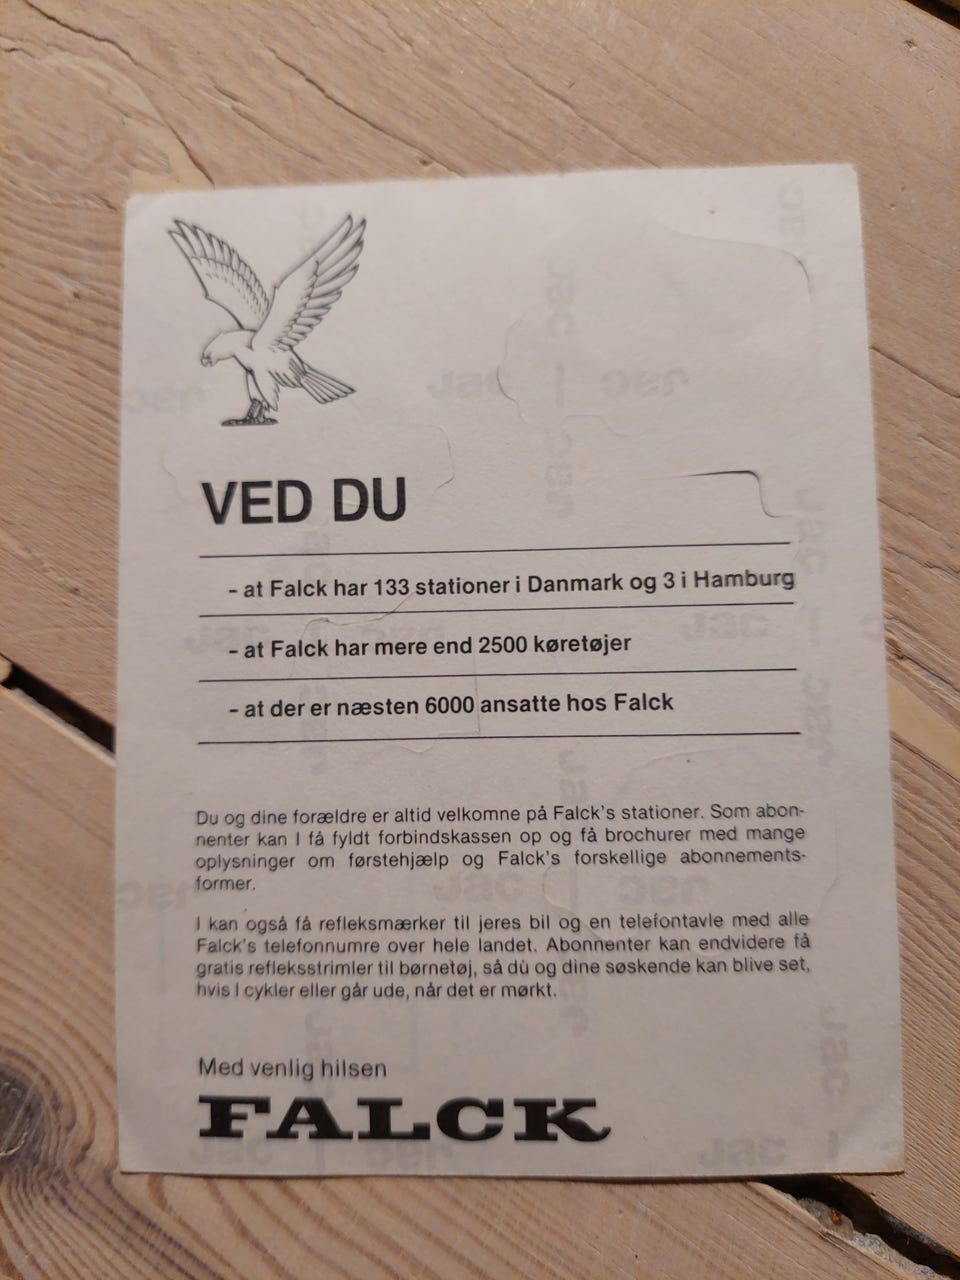 VED DU
- at Falck har 133 stationer i Danmark og 3 i Hamburg
- at Falck har mere end 2500 køretøjer
- at der er næsten 6000 ansatte hos Falck
Du og dine forældre er altid velkomne på Falck's stationer. Som abon-
nenter kan I få fyldt forbindskassen op og få brochurer med mange
oplysninger om førstehjælp og Falck's forskellige abonnements-
former.
I kan også få refleksmærker til jeres bil og en telefontavle med alle
Falck's telefonnumre over hele landet. Abonnenter kan endvidere få
gratis refleksstrimler til børnetøj, så du og dine søskende kan blive set,
hvis I cykler eller går ude, når det er mørkt.
Med venlig hilsen
FALCK